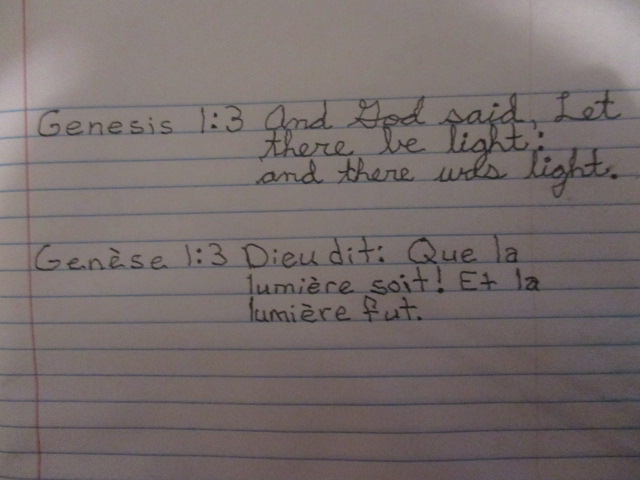 Genesis 1:3 And God said, Let
there be light:
and there was light.
Genèse 1:3 Dieu dit: Que la
lumière soit! Et la
lumière fut.